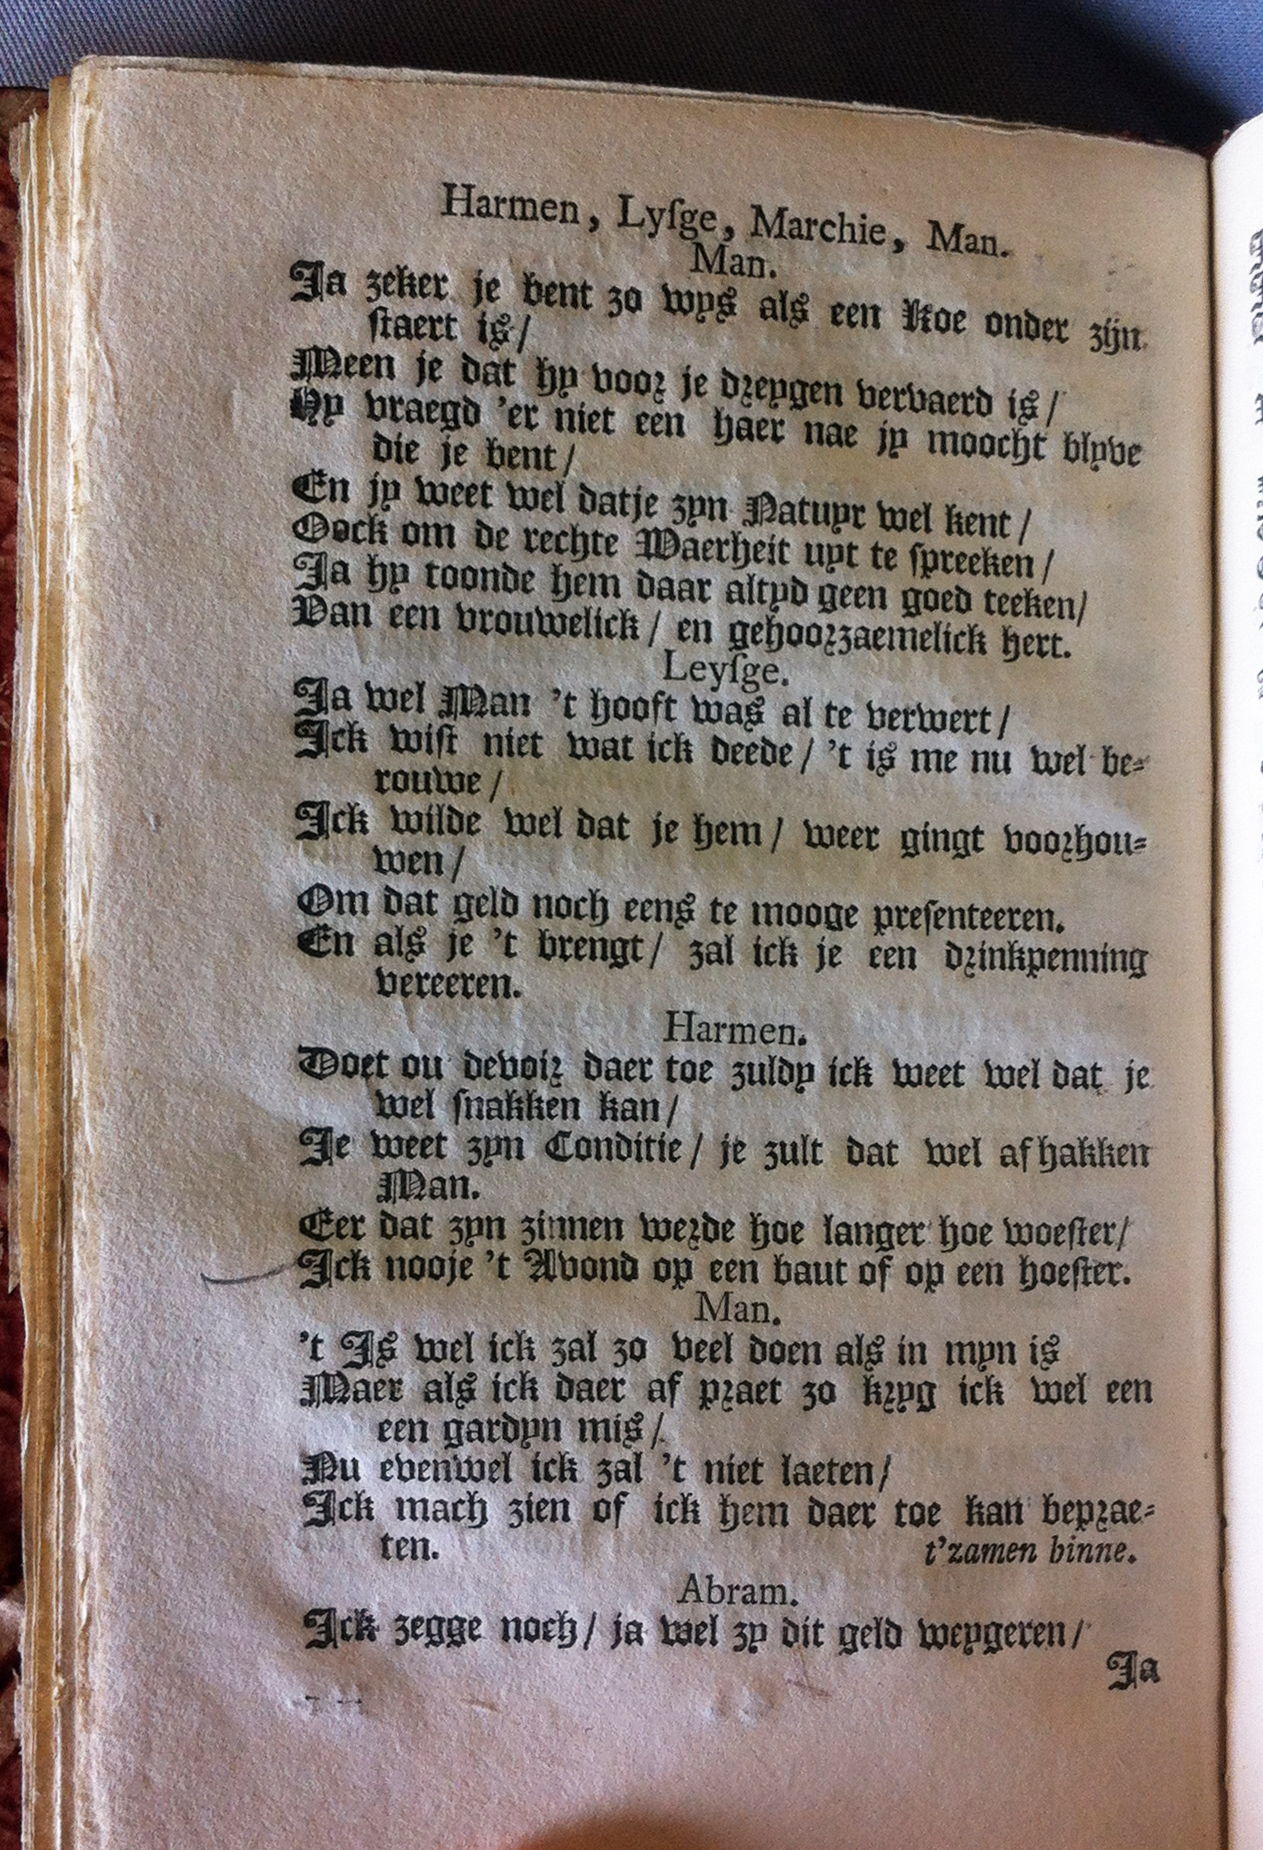 Harmen, Lyſge, Marchie, Man.
Man.
Ja zeker je bent zo wys als een Koe onder zijn
ſtaert is/
Meen je dat hy voor je dreygen vervaerd is/
Hy vraegd 'er niet een haer nae jy moocht blyve
die je bent/
En jy weet wel datje zyn Natuyr wel kent/
Oock om de rechte Waerheit uyt te ſpreeken/
Ja hy toonde hem daar altyd geen goed teeken/
Van een vrouwelick/ en gehoorzaemelick hert.
Leyſge.
Ja wel Man 't hooft was al te verwert/
Ick wiſt niet wat ick deede/ 't is me nu wel be-
rouwe/
Ick wilde wel dat je hem/ weer gingt voorhou-
wen/
Om dat geld noch eens te mooge preſenteeren.
En als je 't brengt/ zal ick je een drinkpenning
vereeren.
Harmen.
Doet ou devoir daer toe zuldy ick weet wel dat je
wel ſnakken kan/
Je weet zyn Conditie/ je zult dat wel afhakken
Man.
Eer dat zyn zinnen werde hoe langer hoe woeſter/
Ick nooje 't Avond op een baut of op een hoeſter.
Man.
't Is wel ick zal zo veel doen als in myn is
Maer als ick daer af praet zo kryg ick wel een
een gardyn mis/
Nu evenwel ick zal 't niet laeten/
Ick mach zien of ick hem daer toe kan beprae-
ten. t'zamen binne.
Abram.
Ick zegge noch/ ja wel zy dit geld weygeren/
Ja